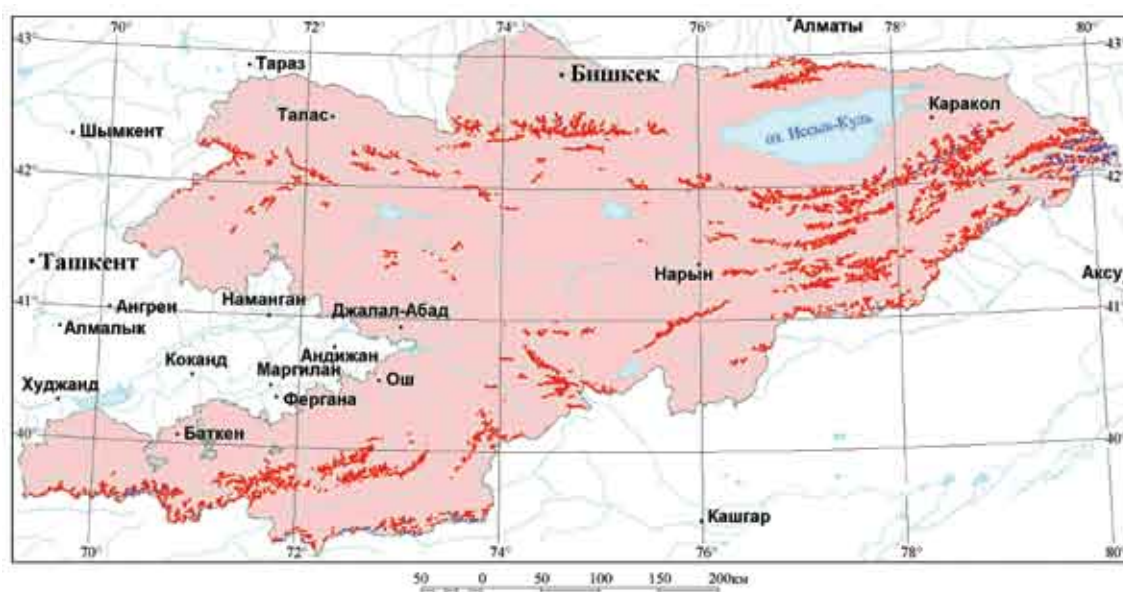 70° 72° 74° 76° Алматы 78° 80°
43° 43°
Тараз
Бишкек
Талас
Каракол
Шымкент
оз. Иссык-Куль
42° 42°
Ташкент
Нарын
Аксу
Ангрен
Наманган
41° 41°
Джалал-Абад
Алмалык
Андижан
Коканд
Маргилан
Ош
Худжанд
Фергана
Баткен
40° 40°
Кашгар
70° 72° 74° 76° 78° 80°
50 0 50 100 150 200км